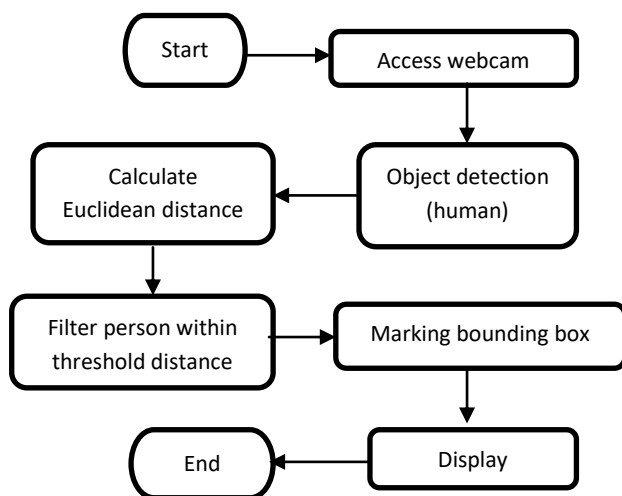 Start
Access webcam
Object detection
(human)
Calculate
Euclidean distance
Filter person within
threshold distance
Marking bounding box
Display
End